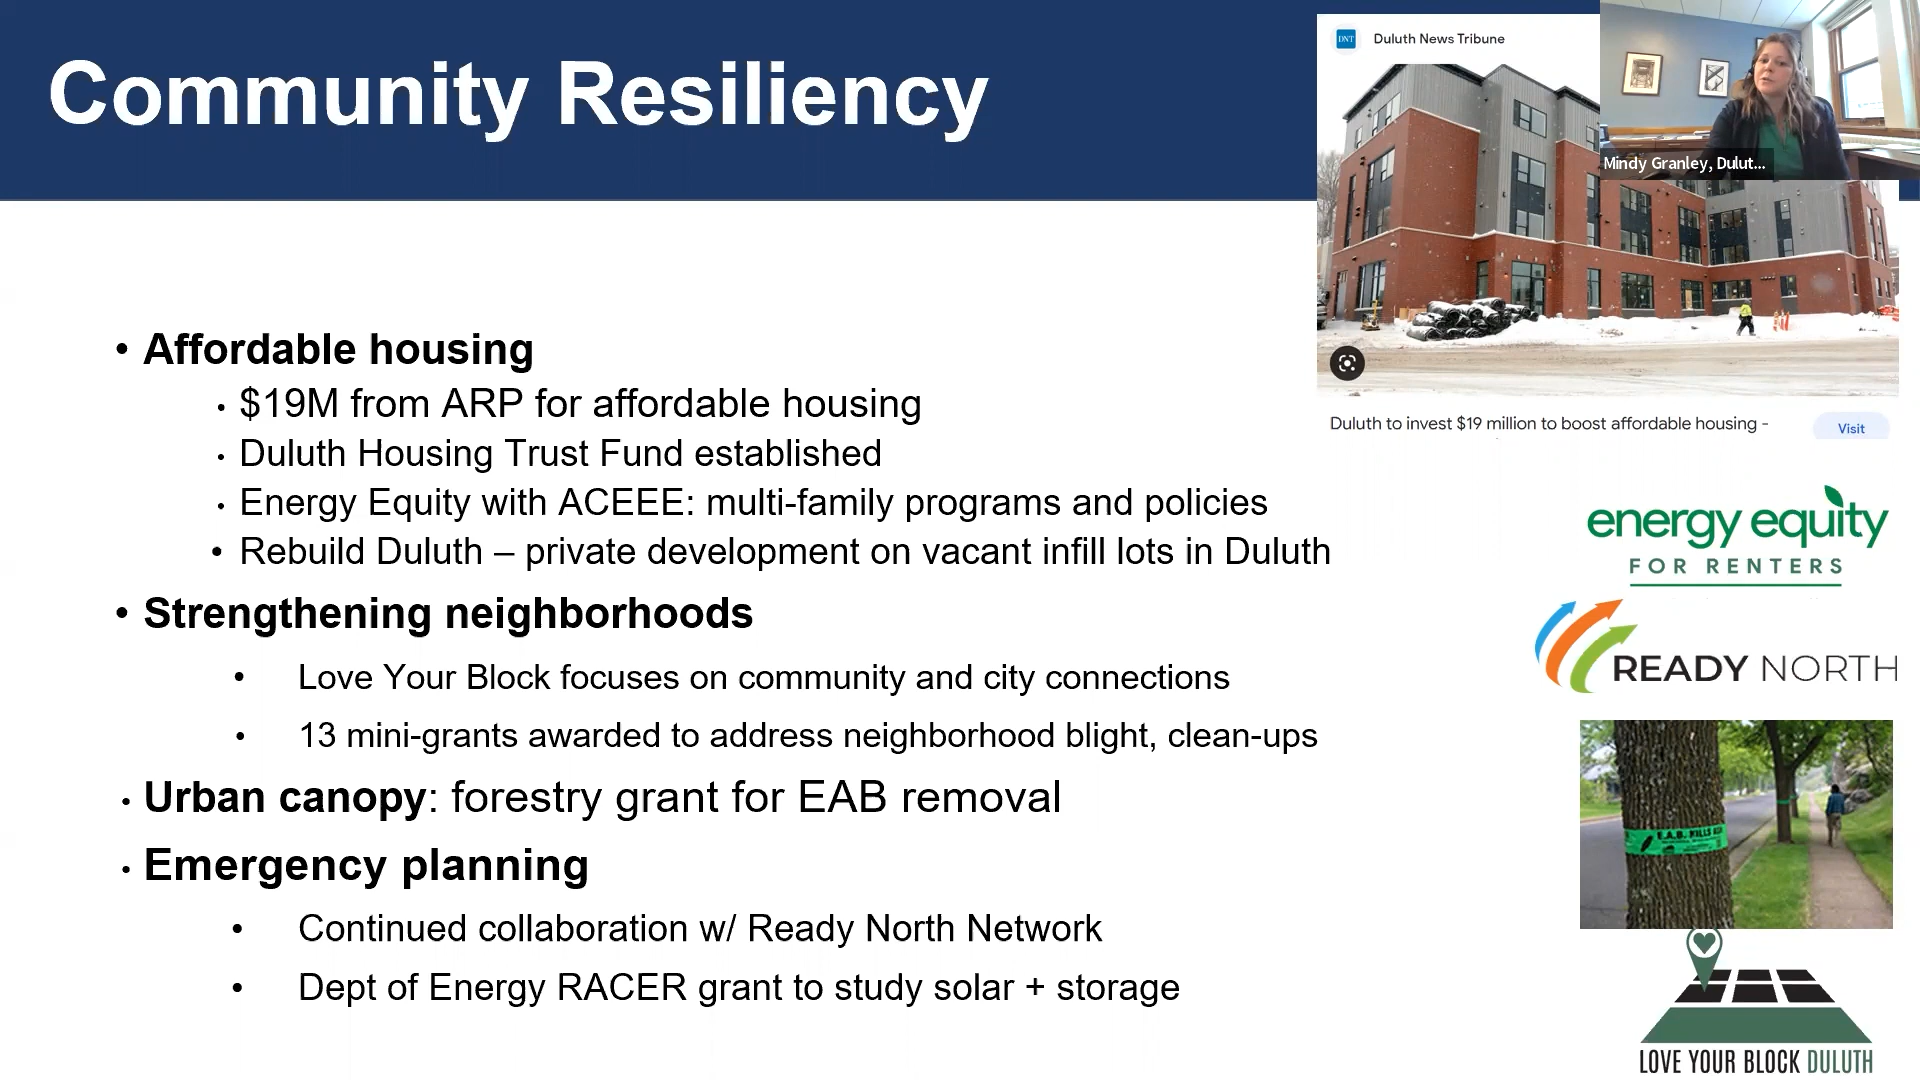 Community Resiliency
DNT
Duluth News Tribune
Mindy Granley, Dulut...
Duluth to invest $19 million to boost affordable housing -
Visit
• Affordable housing
• $19M from ARP for affordable housing
• Duluth Housing Trust Fund established
• Energy Equity with ACEEE: multi-family programs and policies
• Rebuild Duluth – private development on vacant infill lots in Duluth
• Strengthening neighborhoods
• Love Your Block focuses on community and city connections
• 13 mini-grants awarded to address neighborhood blight, clean-ups
• Urban canopy: forestry grant for EAB removal
• Emergency planning
• Continued collaboration w/ Ready North Network
• Dept of Energy RACER grant to study solar + storage
energy equity
FOR RENTERS
READY NORTH
E.A.B. KILLS
LOVE YOUR BLOCK DULUTH